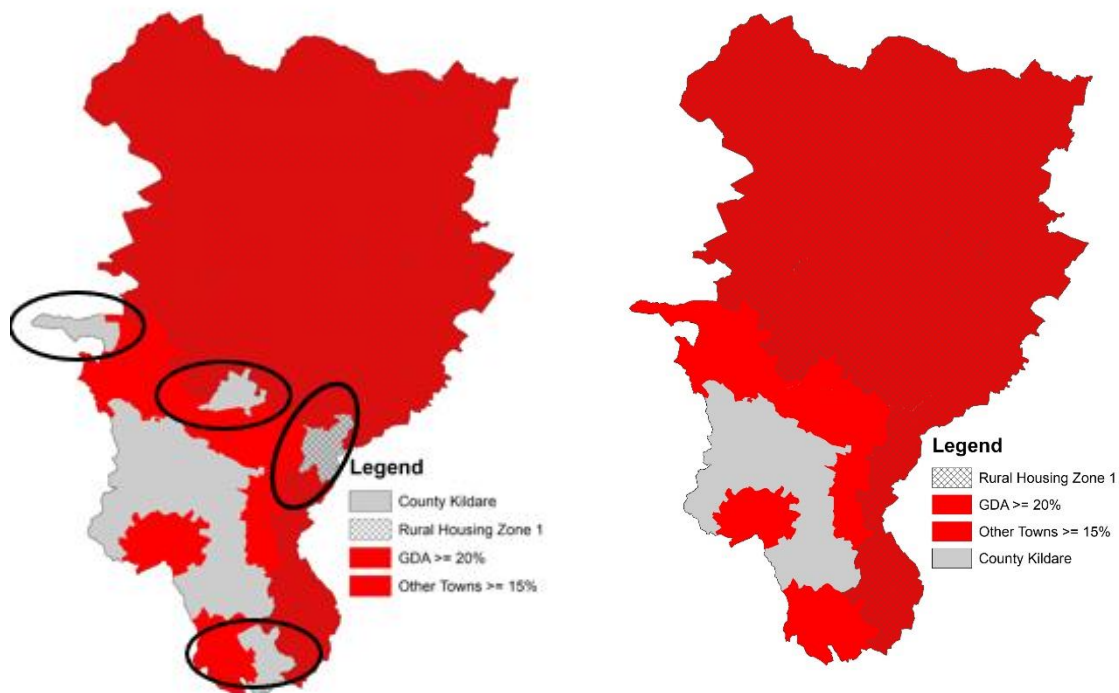 Legend
County Kildare
Rural Housing Zone 1
GDA >= 20%
Other Towns >= 15%
Legend
Rural Housing Zone 1
GDA >= 20%
Other Towns >= 15%
County Kildare